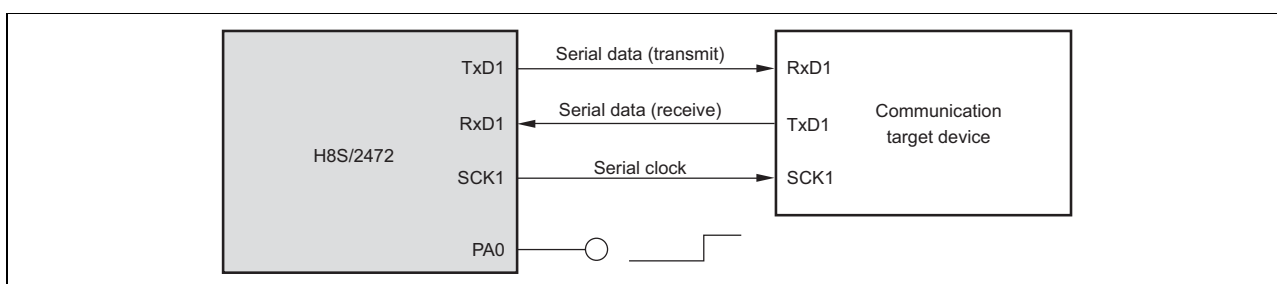 TxD1
Serial data (transmit)
RxD1
RxD1
Serial data (receive)
TxD1
Communication
target device
H8S/2472
SCK1
Serial clock
SCK1
PA0